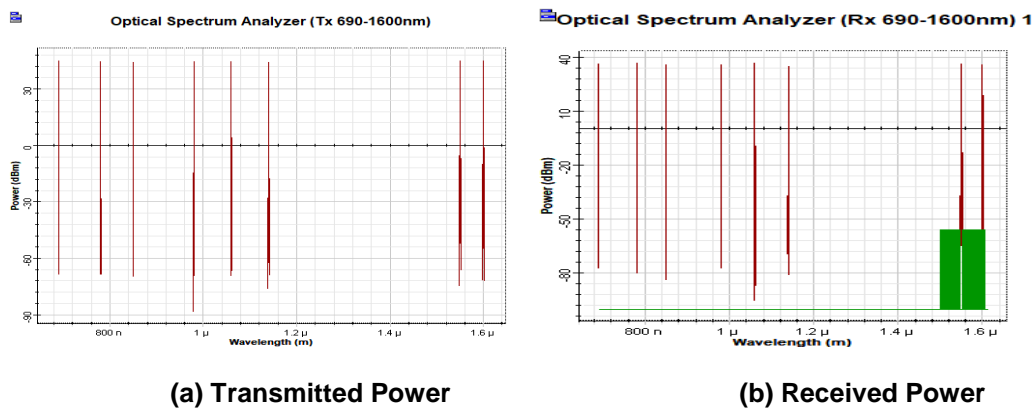 Optical Spectrum Analyzer (Tx 690-1600nm)
Power (dBm)
30
0
-30
-60
-90
800 n
1 µ
1.2 µ
1.4 µ
1.6 µ
Wavelength (m)
(a) Transmitted Power
Optical Spectrum Analyzer (Rx 690-1600nm) 1
Power (dBm)
40
10
-20
-50
-80
800 n
1 µ
1.2 µ
1.4 µ
1.6 µ
Wavelength (m)
(b) Received Power